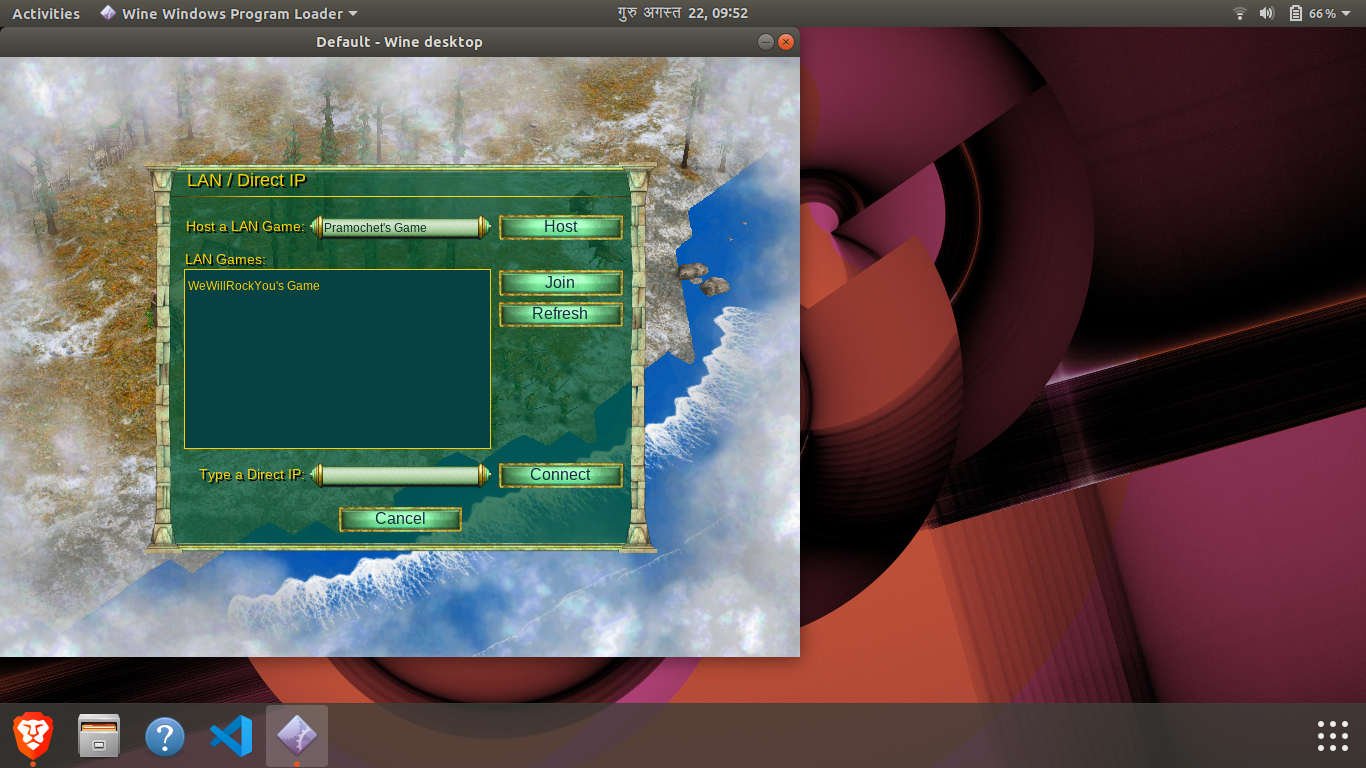 Activities Wine Windows Program Loader गुरु अगस्त 22, 09:52 66%
Default - Wine desktop
LAN / Direct IP
Host a LAN Game: Pramochet's Game Host
LAN Games:
WeWillRockYou's Game Join
Refresh
Type a Direct IP: Connect
Cancel